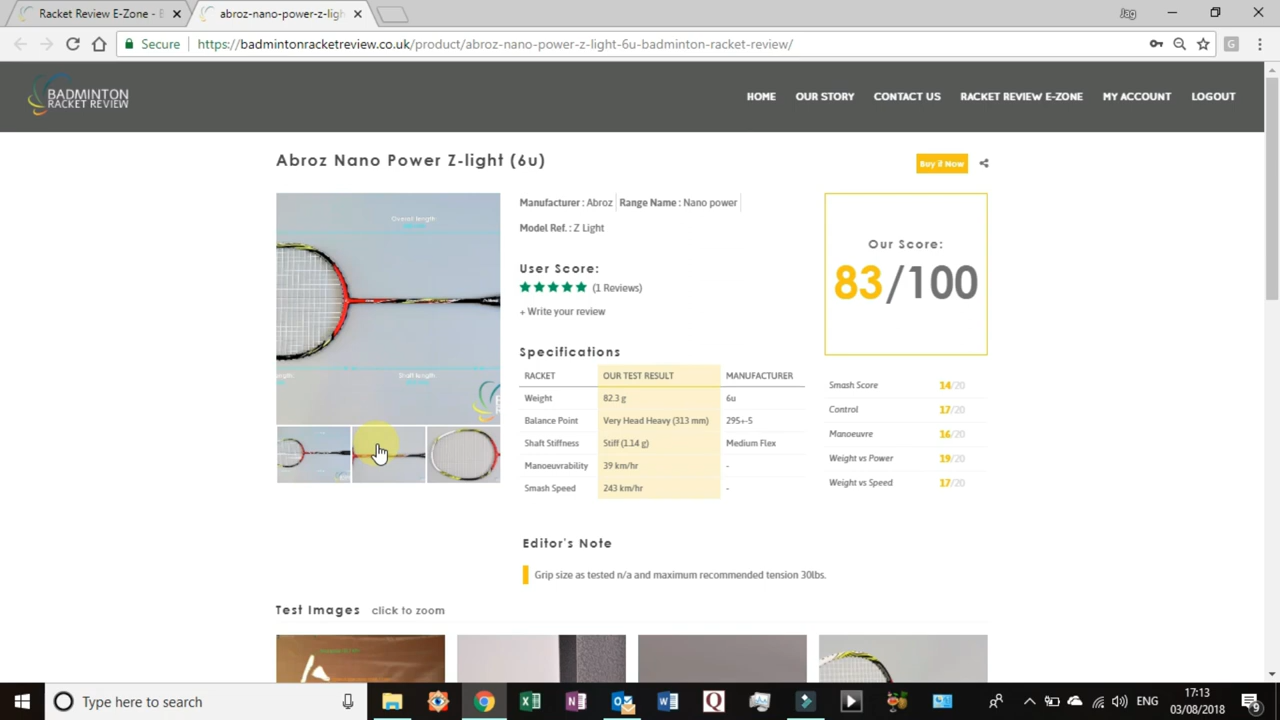 Racket Review E-Zone - B
abroz-nano-power-z-ligh
Jag
Secure https://badmintonracketreview.co.uk/product/abroz-nano-power-z-light-6u-badminton-racket-review/
BADMINTON
RACKET REVIEW
HOME OUR STORY CONTACT US RACKET REVIEW E-ZONE MY ACCOUNT LOGOUT
Abroz Nano Power Z-light (6u)
Buy it Now
Overall length
Shaft length
Manufacturer : Abroz Range Name : Nano power
Model Ref. : Z Light
User Score:
(1 Reviews)
+ Write your review
Our Score:
83/100
Specifications
RACKET OUR TEST RESULT MANUFACTURER
Weight 82.3 g 6u
Balance Point Very Head Heavy (313 mm) 295+-5
Shaft Stiffness Stiff (1.14 g) Medium Flex
Manoeuvrability 39 km/hr -
Smash Speed 243 km/hr -
Smash Score 14/20
Control 17/20
Manoeuvre 16/20
Weight vs Power 19/20
Weight vs Speed 17/20
Editor's Note
Grip size as tested n/a and maximum recommended tension 30lbs.
Test Images click to zoom
Type here to search
ENG
17:13
03/08/2018
9